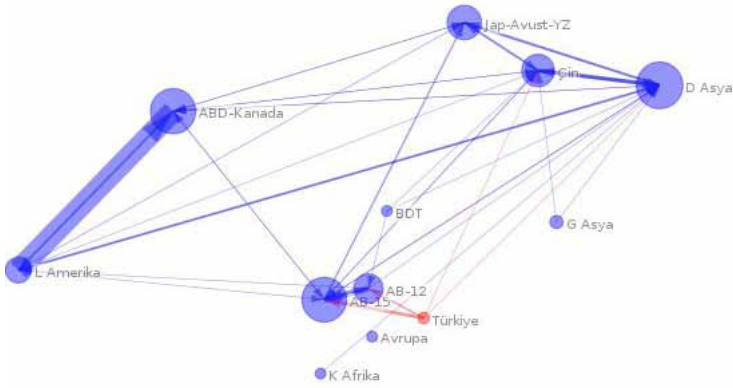 Jap-Avust-YZ
Çin
D Asya
ABD-Kanada
BDT
G Asya
L Amerika
AB-12
AB-15
Türkiye
Avrupa
K Afrika